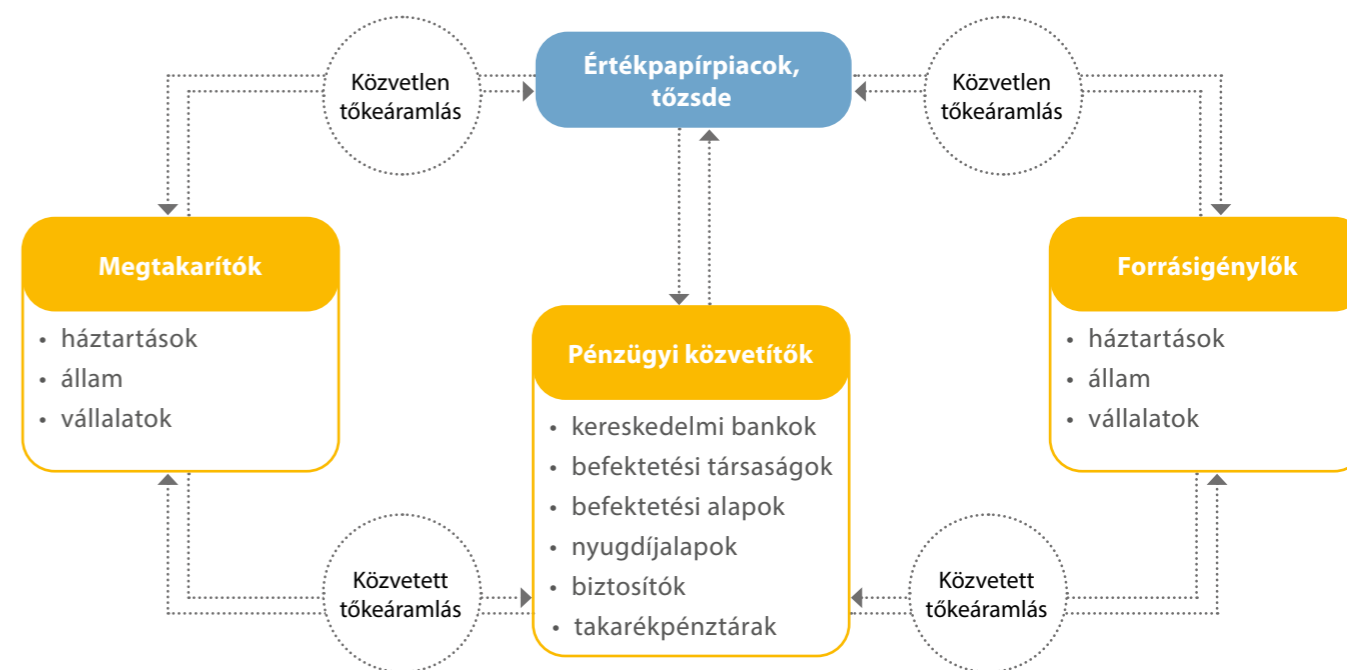 Közvetlen
tőkeáramlás
Értékpapírpiacok,
tőzsde
Közvetlen
tőkeáramlás
Megtakarítók
• háztartások
• állam
• vállalatok
Pénzügyi közvetítők
• kereskedelmi bankok
• befektetési társaságok
• befektetési alapok
• nyugdíjalapok
• biztosítók
• takarékpénztárak
Forrásigénylők
• háztartások
• állam
• vállalatok
Közvetett
tőkeáramlás
Közvetett
tőkeáramlás